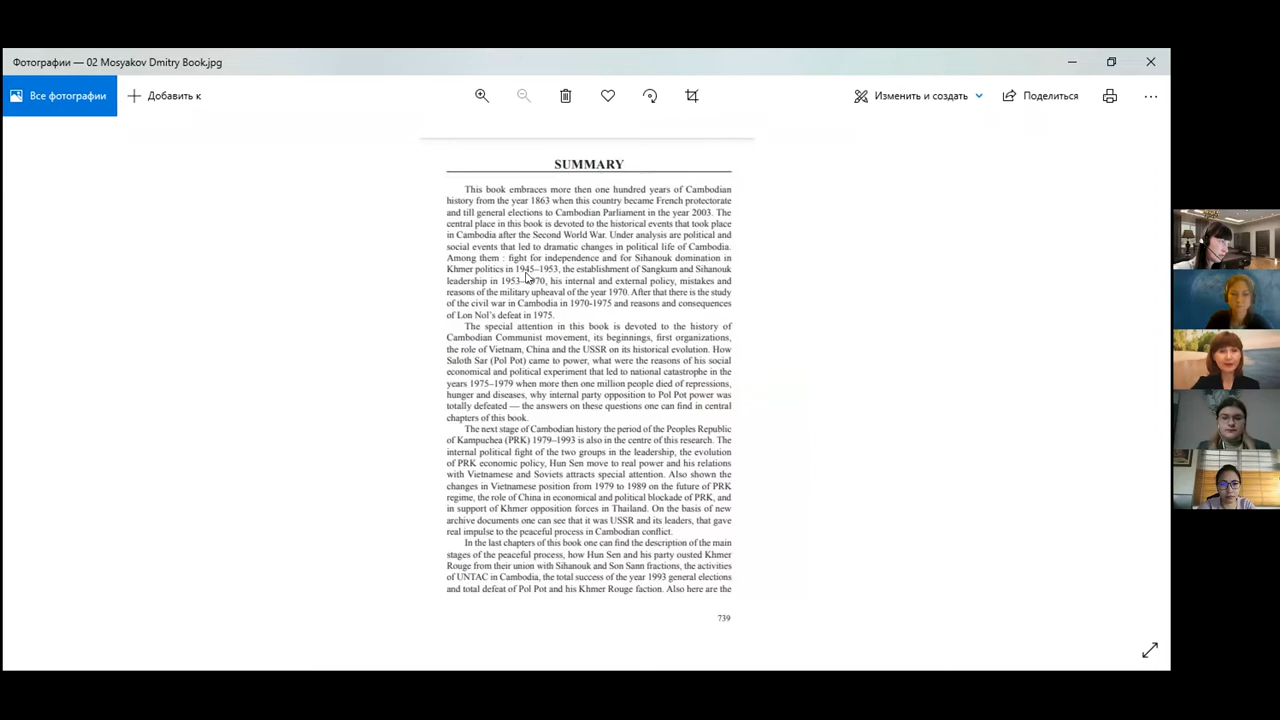 Фотографии — 02 Mosyakov Dmitry Book.jpg
Все фотографии
Добавить к
Изменить и создать
Поделиться
SUMMARY
This book embraces more then one hundred years of Cambodian
history from the year 1863 when this country became French protectorate
and till general elections to Cambodian Parliament in the year 2003. The
central place in this book is devoted to the historical events that took place
in Cambodia after the Second World War. Under analysis are political and
social events that led to dramatic changes in political life of Cambodia.
Among them : fight for independence and for Sihanouk domination in
Khmer politics in 1945–1953, the establishment of Sangkum and Sihanouk
leadership in 1953–1970, his internal and external policy, mistakes and
reasons of the military upheaval of the year 1970. After that there is the study
of the civil war in Cambodia in 1970-1975 and reasons and consequences
of Lon Nol's defeat in 1975.
The special attention in this book is devoted to the history of
Cambodian Communist movement, its beginnings, first organizations,
the role of Vietnam, China and the USSR on its historical evolution. How
Saloth Sar (Pol Pot) came to power, what were the reasons of his social
economical and political experiment that led to national catastrophe in the
years 1975–1979 when more then one million people died of repressions,
hunger and diseases, why internal party opposition to Pol Pot power was
totally defeated — the answers on these questions one can find in central
chapters of this book.
The next stage of Cambodian history the period of the Peoples Republic
of Kampuchea (PRK) 1979–1993 is also in the centre of this research. The
internal political fight of the two groups in the leadership, the evolution
of PRK economic policy, Hun Sen move to real power and his relations
with Vietnamese and Soviets attracts special attention. Also shown the
changes in Vietnamese position from 1979 to 1989 on the future of PRK
regime, the role of China in economical and political blockade of PRK, and
in support of Khmer opposition forces in Thailand. On the basis of new
archive documents one can see that it was USSR and its leaders, that gave
real impulse to the peaceful process in Cambodian conflict.
In the last chapters of this book one can find the description of the main
stages of the peaceful process, how Hun Sen and his party ousted Khmer
Rouge from their union with Sihanouk and Son Sann fractions, the activities
of UNTAC in Cambodia, the total success of the year 1993 general elections
and total defeat of Pol Pot and his Khmer Rouge faction. Also here are the
739